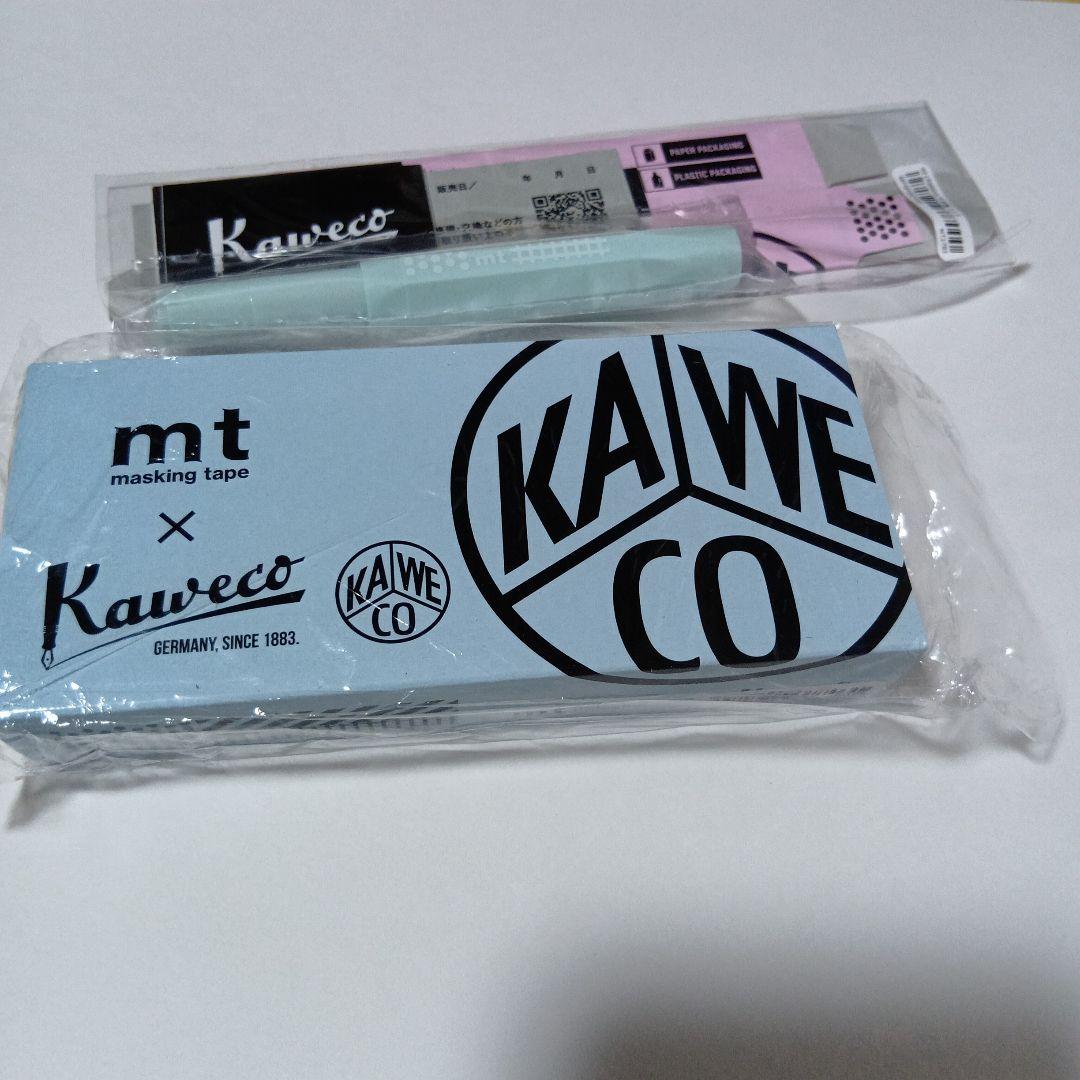 PAPER PACKAGING
PLASTIC PACKAGING
販売日/ 年 月 日
Kaweco
mt
mt
masking tape
×
Kaweco
GERMANY, SINCE 1883.
KA WE
CO
KA WE
CO